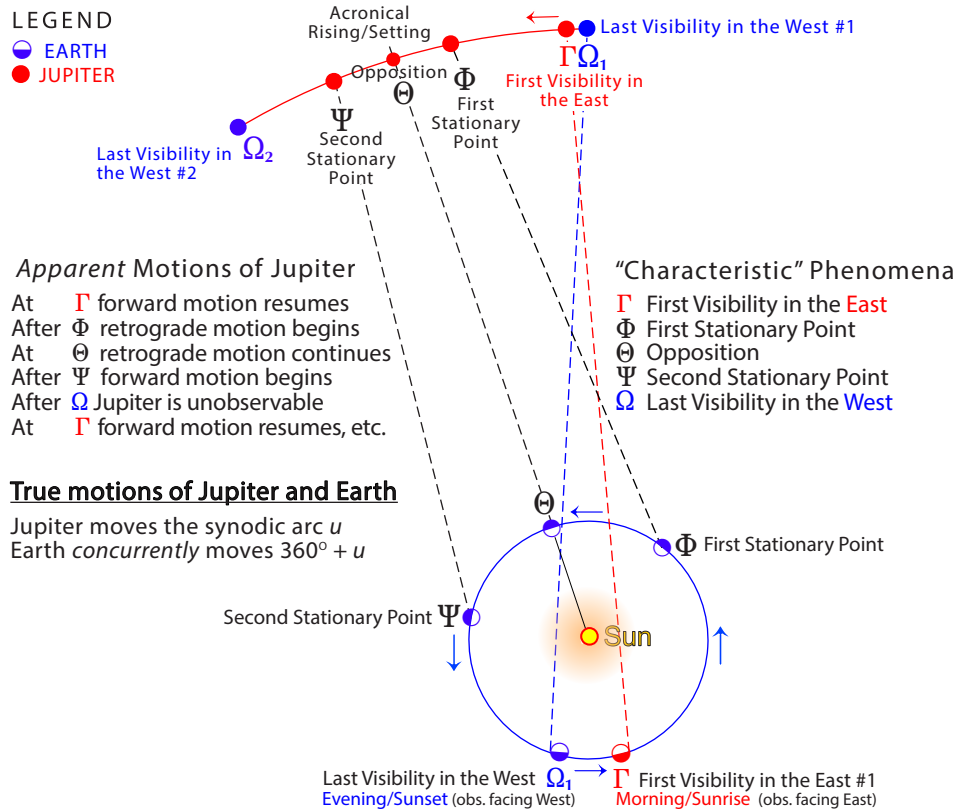 LEGEND
EARTH
JUPITER
Acronical
Rising/Setting
Opposition
Θ
Φ
First
Stationary
Point
Γ Ω1
Last Visibility in the West #1
First Visibility in
the East
Ψ
Second
Stationary
Point
Ω2
Last Visibility in
the West #2
Apparent Motions of Jupiter
At Γ forward motion resumes
After Φ retrograde motion begins
At Θ retrograde motion continues
After Ψ forward motion begins
After Ω Jupiter is unobservable
At Γ forward motion resumes, etc.
"Characteristic" Phenomena
Γ First Visibility in the East
Φ First Stationary Point
Θ Opposition
Ψ Second Stationary Point
Ω Last Visibility in the West
True motions of Jupiter and Earth
Jupiter moves the synodic arc u
Earth concurrently moves 360º + u
Θ
Φ First Stationary Point
Second Stationary Point Ψ
Sun
Last Visibility in the West Ω1
Evening/Sunset (obs. facing West)
Γ First Visibility in the East #1
Morning/Sunrise (obs. facing East)